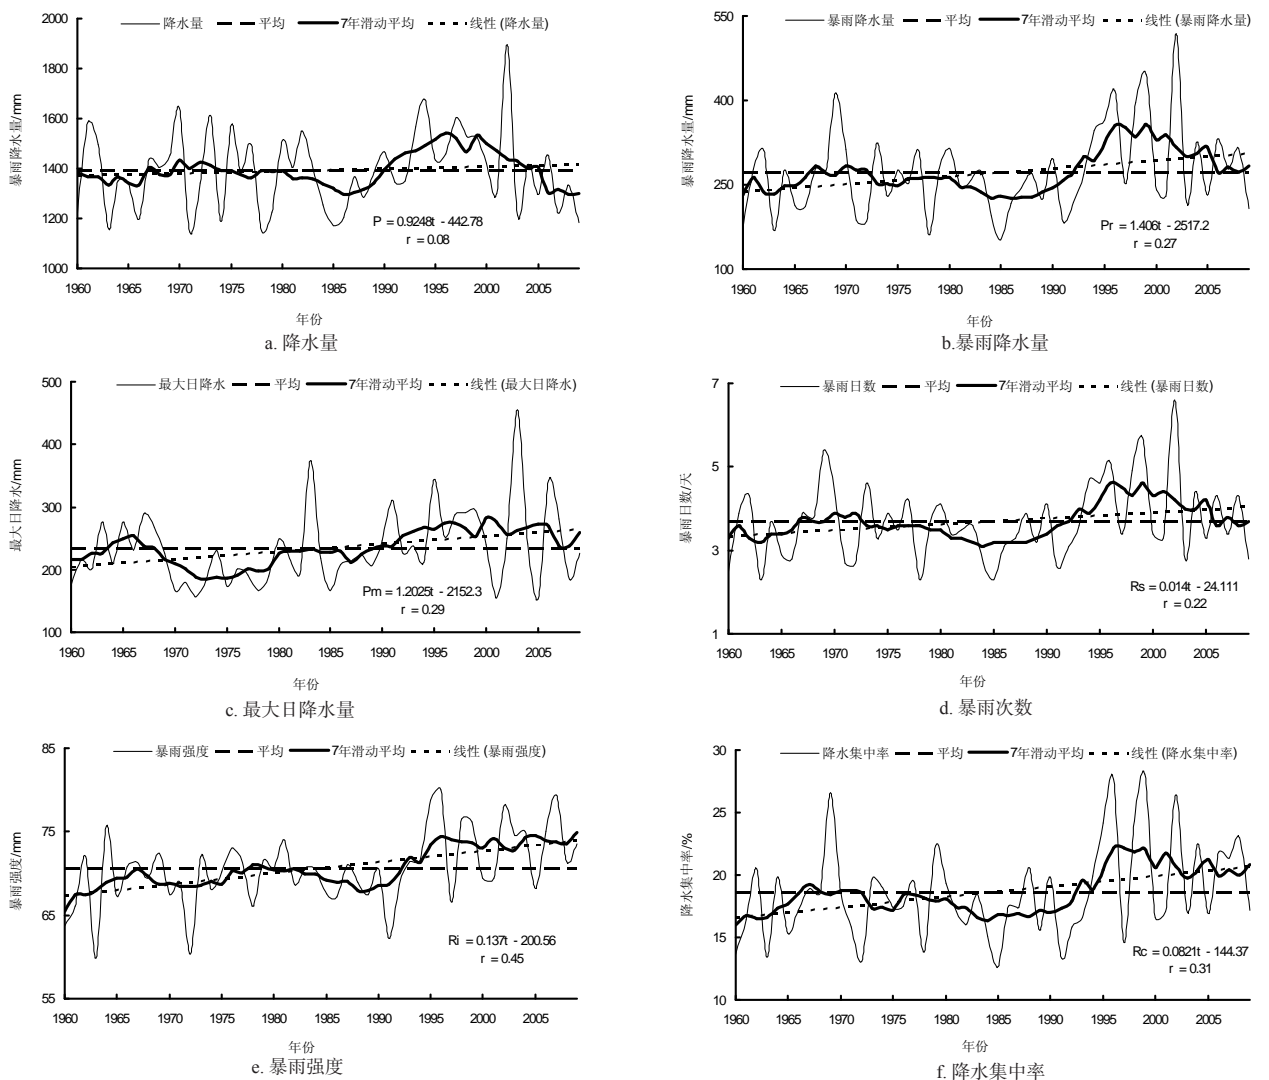 降水量 平均 7年滑动平均 线性 (降水量)
暴雨降水量/mm
2000
1800
1600
1400
1200
1000
P = 0.9248t - 442.78
r = 0.08
1960 1965 1970 1975 1980 1985 1990 1995 2000 2005
年份
a. 降水量
暴雨降水量 平均 7年滑动平均 线性 (暴雨降水量)
暴雨降水量/mm
550
400
250
100
Pr = 1.406t - 2517.2
r = 0.27
1960 1965 1970 1975 1980 1985 1990 1995 2000 2005
年份
b.暴雨降水量
最大日降水 平均 7年滑动平均 线性 (最大日降水)
最大日降水/mm
500
400
300
200
100
Pm = 1.2025t - 2152.3
r = 0.29
1960 1965 1970 1975 1980 1985 1990 1995 2000 2005
年份
c. 最大日降水量
暴雨日数 平均 7年滑动平均 线性 (暴雨日数)
暴雨日数/天
7
5
3
1
Rs = 0.014t - 24.111
r = 0.22
1960 1965 1970 1975 1980 1985 1990 1995 2000 2005
年份
d. 暴雨次数
暴雨强度 平均 7年滑动平均 线性 (暴雨强度)
暴雨强度/mm
85
75
65
55
Ri = 0.137t - 200.56
r = 0.45
1960 1965 1970 1975 1980 1985 1990 1995 2000 2005
年份
e. 暴雨强度
降水集中率 平均 7年滑动平均 线性 (降水集中率)
降水集中率/%
30
25
20
15
10
Rc = 0.0821t - 144.37
r = 0.31
1960 1965 1970 1975 1980 1985 1990 1995 2000 2005
年份
f. 降水集中率